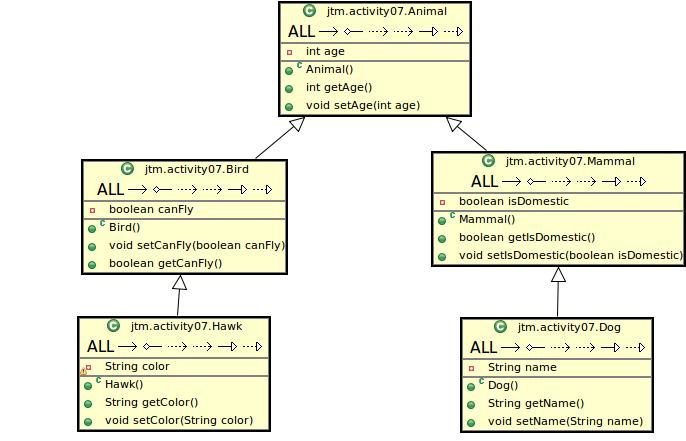 jtm.activity07.Animal
ALL
int age
C Animal()
int getAge()
void setAge(int age)
jtm.activity07.Bird
ALL
boolean canFly
C Bird()
void setCanFly(boolean canFly)
boolean getCanFly()
jtm.activity07.Mammal
ALL
boolean isDomestic
C Mammal()
boolean getIsDomestic()
void setIsDomestic(boolean isDomestic)
jtm.activity07.Hawk
ALL
String color
C Hawk()
String getColor()
void setColor(String color)
jtm.activity07.Dog
ALL
String name
C Dog()
String getName()
void setName(String name)